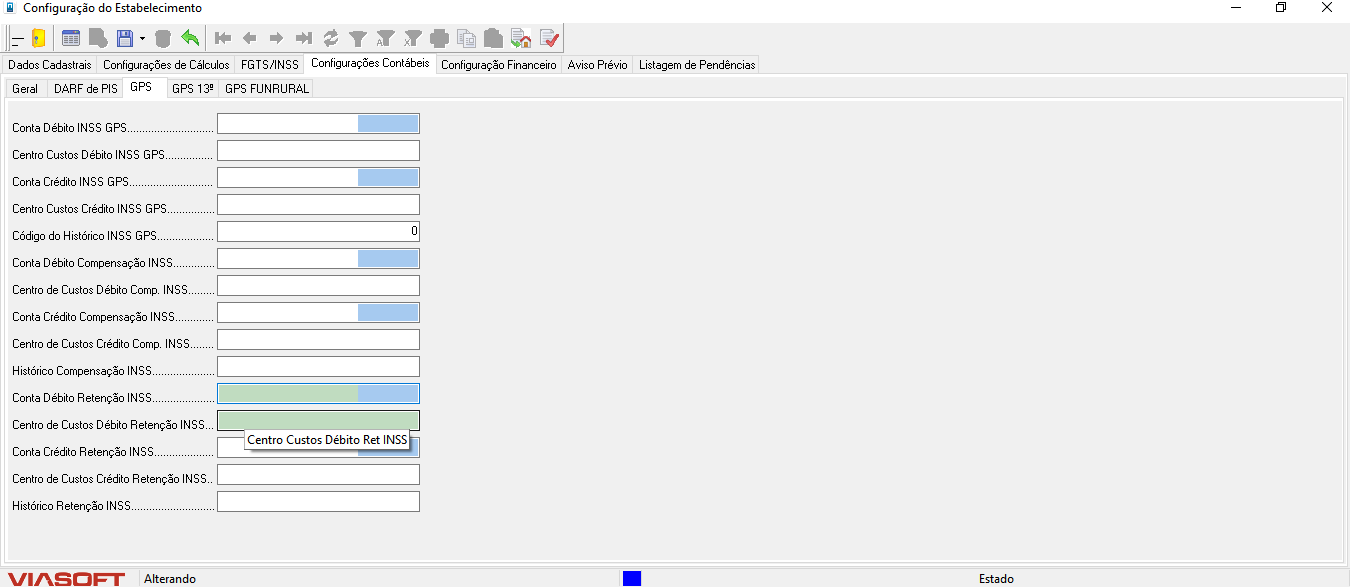 Configuração do Estabelecimento
Dados Cadastrais Configurações de Cálculos FGTS/INSS Configurações Contábeis Configuração Financeiro Aviso Prévio Listagem de Pendências
Geral DARF de PIS GPS GPS 13º GPS FUNRURAL
Conta Débito INSS GPS.............................
Centro Custos Débito INSS GPS................
Conta Crédito INSS GPS............................
Centro Custos Crédito INSS GPS................
Código do Histórico INSS GPS................... 0
Conta Débito Compensação INSS..............
Centro de Custos Débito Comp. INSS.........
Conta Crédito Compensação INSS.............
Centro de Custos Crédito Comp. INSS........
Histórico Compensação INSS.....................
Conta Débito Retenção INSS.....................
Centro de Custos Débito Retenção INSS...
Centro Custos Débito Ret INSS
Conta Crédito Retenção INSS....................
Centro de Custos Crédito Retenção INSS..
Histórico Retenção INSS............................
VIASOFT Alterando Estado